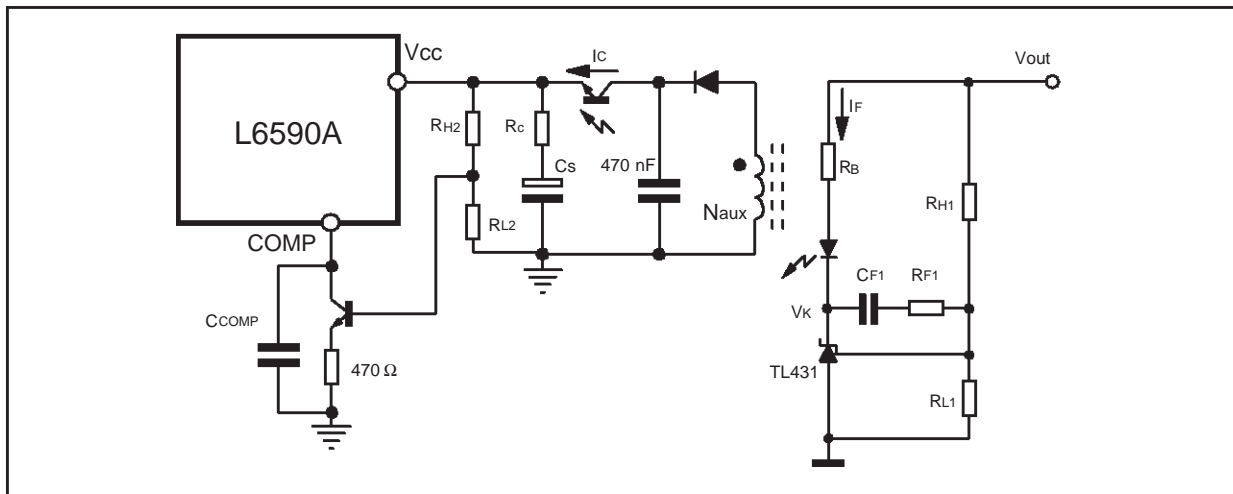 Vcc
IC
Vout
L6590A
RH2
Rc
Cs
470 nF
Naux
IF
RB
RH1
RL2
COMP
CF1
RF1
VK
CCOMP
470 Ω
TL431
RL1